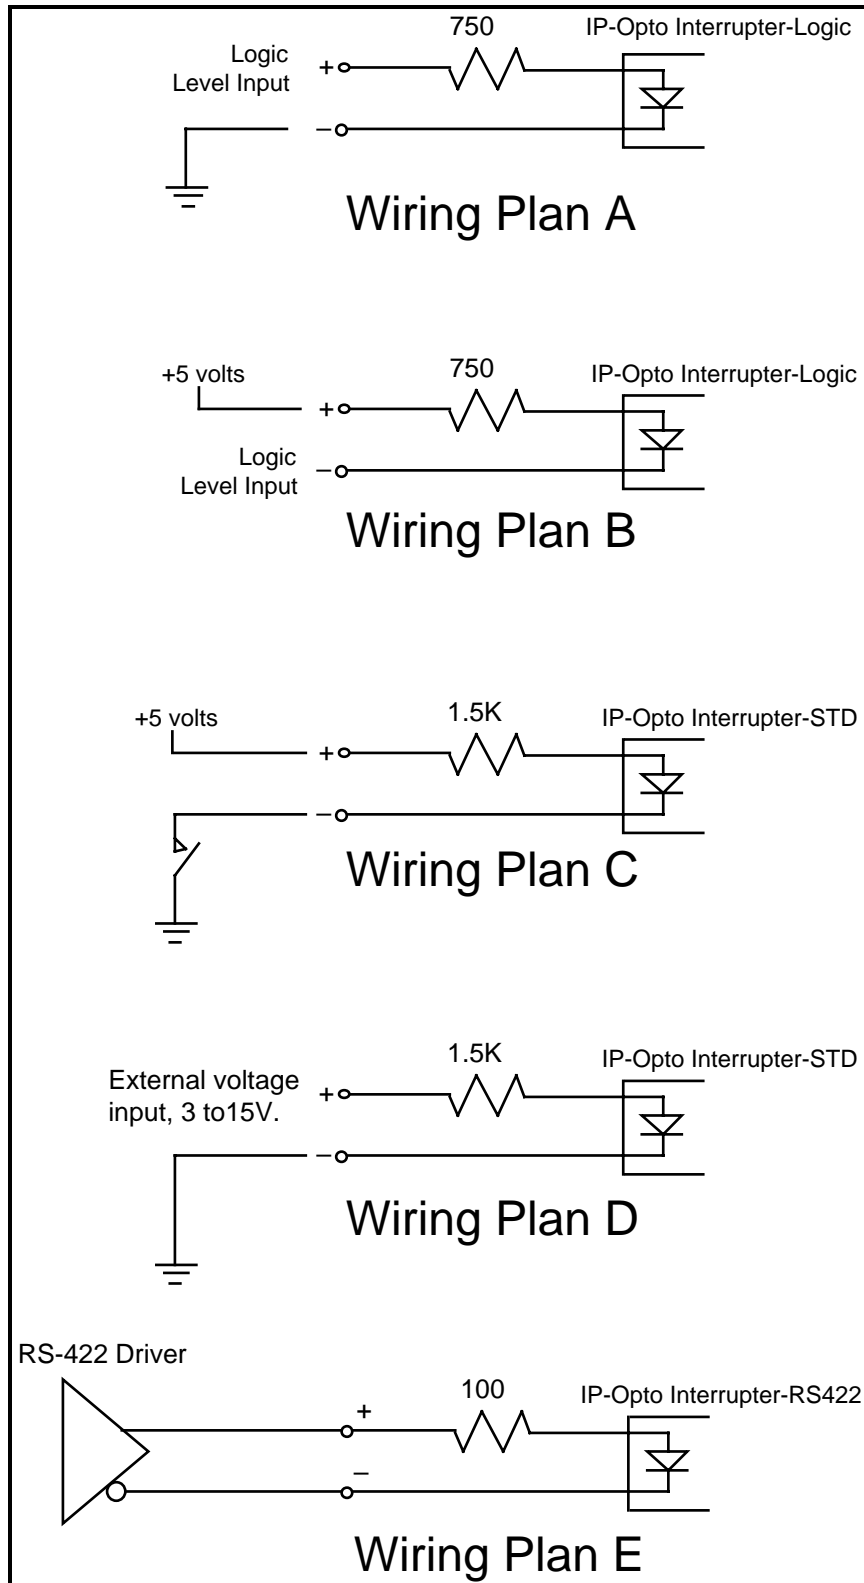 750
IP-Opto Interrupter-Logic
Logic
Level Input
+
–
Wiring Plan A
+5 volts
750
IP-Opto Interrupter-Logic
+
Logic
Level Input
–
Wiring Plan B
+5 volts
1.5K
IP-Opto Interrupter-STD
+
–
Wiring Plan C
1.5K
IP-Opto Interrupter-STD
External voltage
input, 3 to15V.
+
–
Wiring Plan D
RS-422 Driver
100
IP-Opto Interrupter-RS422
+
–
Wiring Plan E